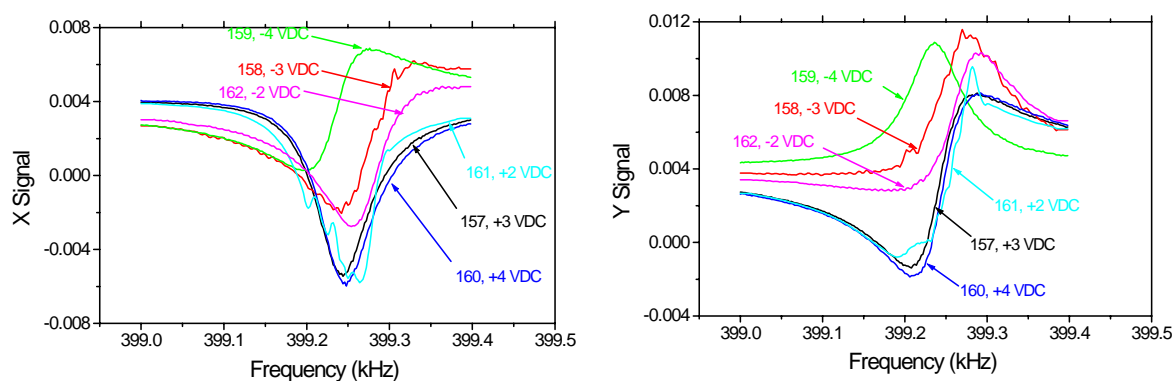 0.008
0.004
0.000
-0.004
-0.008
X Signal
159, -4 VDC
158, -3 VDC
162, -2 VDC
161, +2 VDC
157, +3 VDC
160, +4 VDC
399.0 399.1 399.2 399.3 399.4 399.5
Frequency (kHz)
0.012
0.008
0.004
0.000
-0.004
Y Signal
159, -4 VDC
158, -3 VDC
162, -2 VDC
161, +2 VDC
157, +3 VDC
160, +4 VDC
399.0 399.1 399.2 399.3 399.4 399.5
Frequency (kHz)